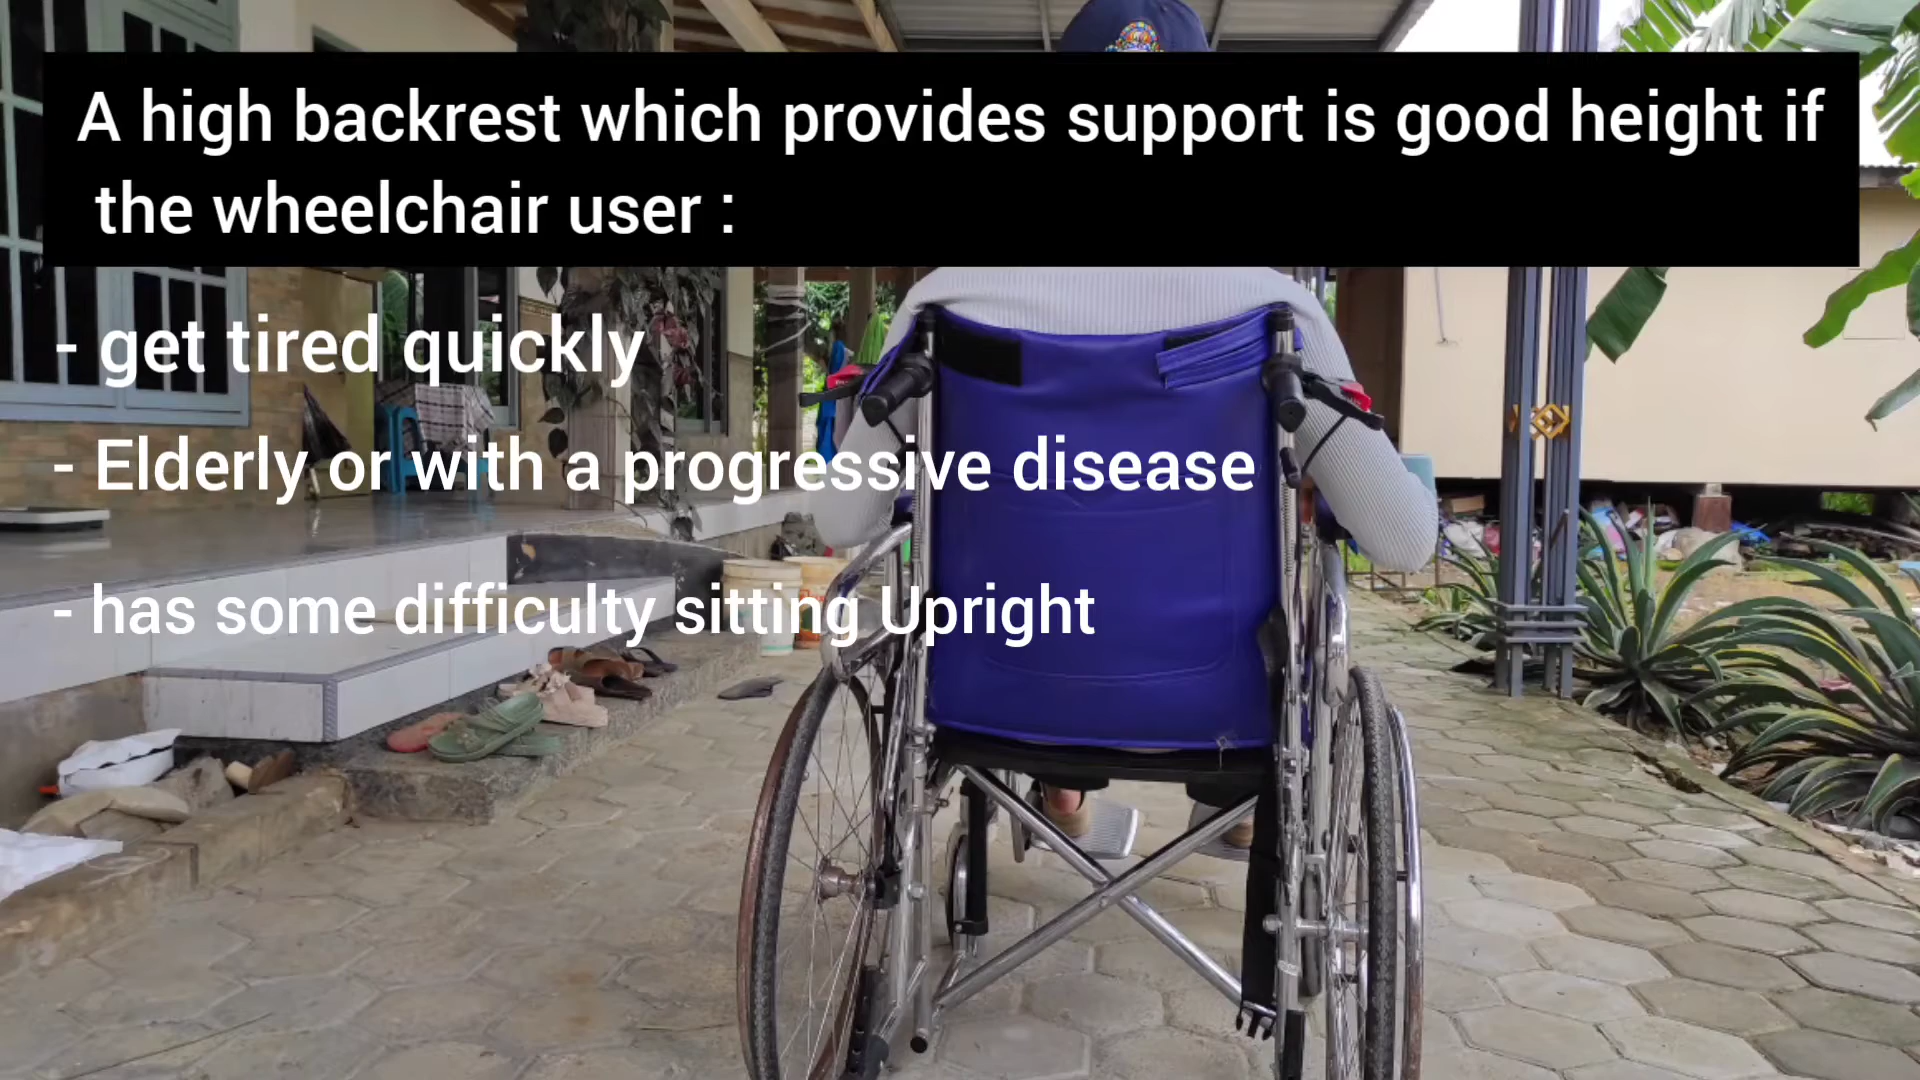 A high backrest which provides support is good height if
the wheelchair user :
- get tired quickly
- Elderly or with a progressive disease
- has some difficulty sitting Upright